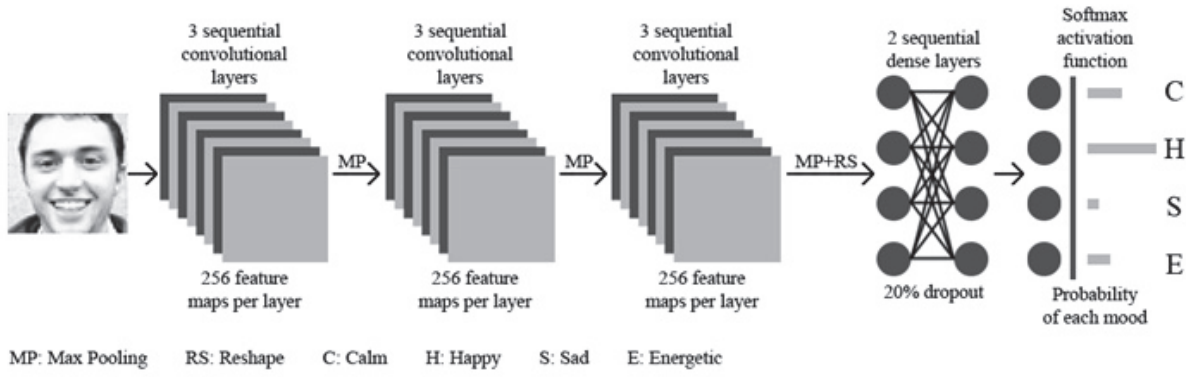 3 sequential
convolutional
layers
3 sequential
convolutional
layers
3 sequential
convolutional
layers
2 sequential
dense layers
Softmax
activation
function
MP
MP
MP+RS
C
H
S
E
256 feature
maps per layer
256 feature
maps per layer
256 feature
maps per layer
20% dropout
Probability
of each mood
MP: Max Pooling RS: Reshape C: Calm H: Happy S: Sad E: Energetic